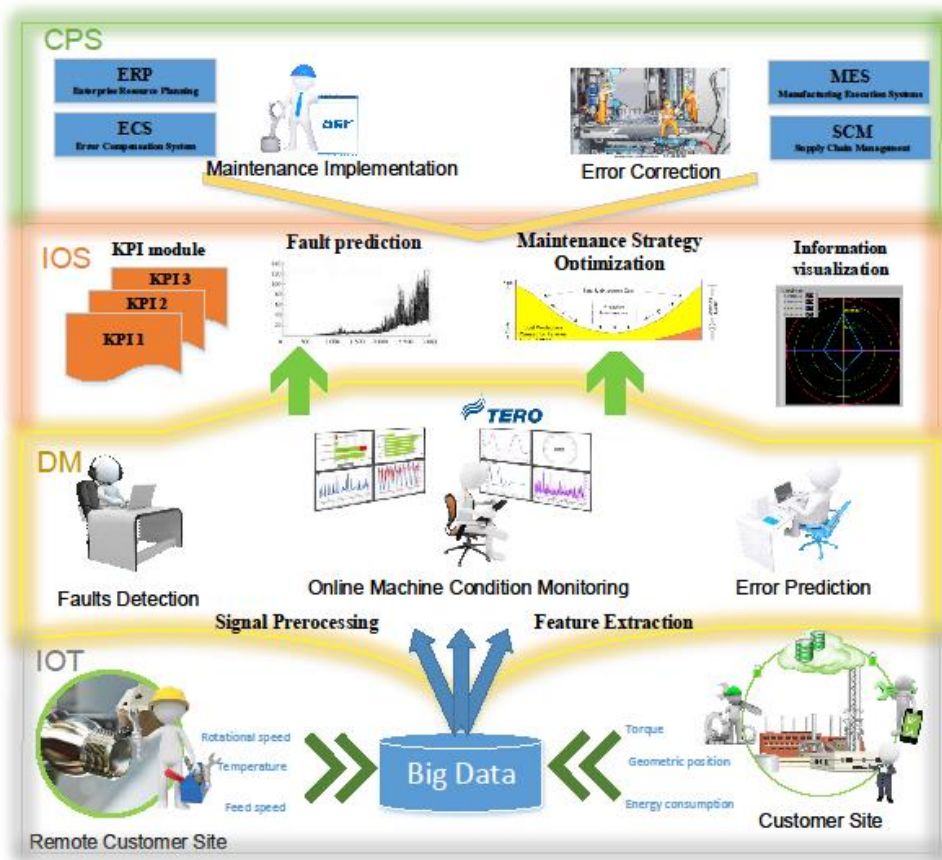 CPS
ERP
Enterprise Resource Planning
ECS
Error Compensation System
Maintenance Implementation
Error Correction
MES
Manufacturing Execution Systems
SCM
Supply Chain Management
IOS
KPI module
KPI 3
KPI 2
KPI 1
Fault prediction
Maintenance Strategy
Optimization
Information
visualization
TERO
DM
Faults Detection
Online Machine Condition Monitoring
Error Prediction
Signal Prerocessing
Feature Extraction
IOT
Rotational speed
Temperature
Feed speed
Big Data
Torque
Geometric position
Energy consumption
Remote Customer Site
Customer Site